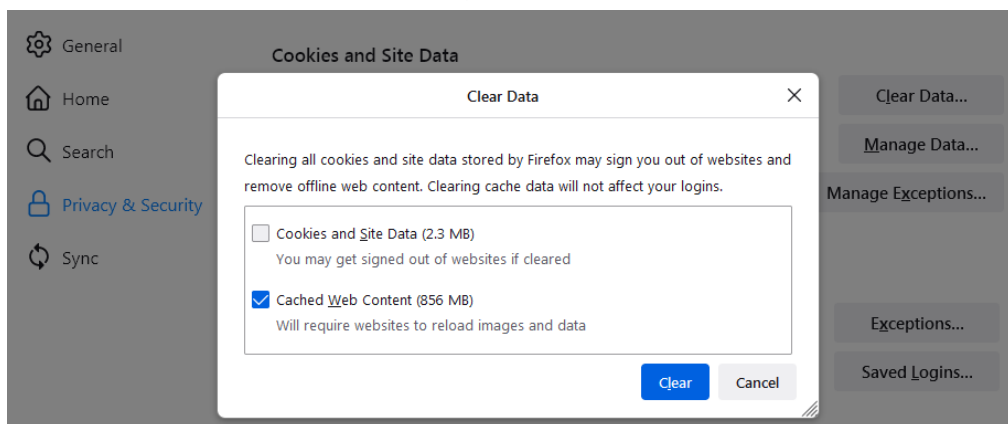 General
Home
Search
Privacy & Security
Sync
Cookies and Site Data
Clear Data...
Manage Data...
Manage Exceptions...
Exceptions...
Saved Logins...
Clear Data
Clearing all cookies and site data stored by Firefox may sign you out of websites and
remove offline web content. Clearing cache data will not affect your logins.
Cookies and Site Data (2.3 MB)
You may get signed out of websites if cleared
Cached Web Content (856 MB)
Will require websites to reload images and data
Clear
Cancel